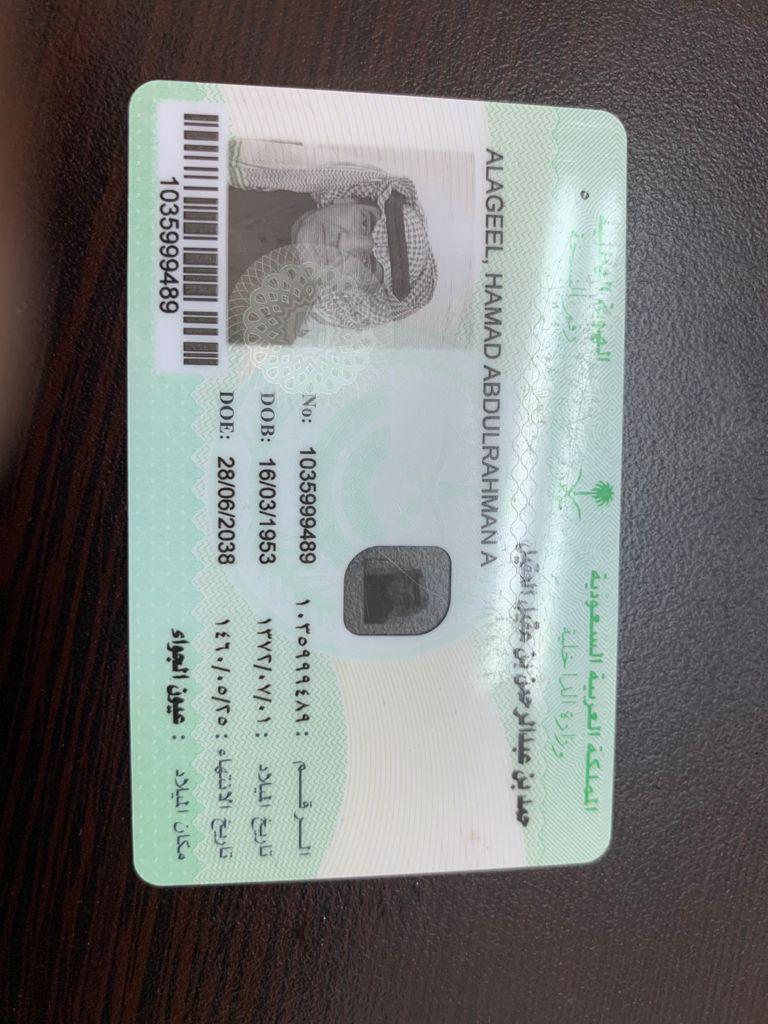 المملكة العربية السعودية
وزارة الداخلية
الهوية الوطنية
حمد بن عبدالرحمن بن عقيل العقيل
ALAGEEL, HAMAD ABDULRAHMAN A
No: 1035999489 الرقم : ١٠٣٥٩٩٩٤٨٩
DOB: 16/03/1953 تاريخ الميلاد : ١٣٧٢/٠٧/٠١
DOE: 28/06/2038 تاريخ الانتهاء : ١٤٦٠/٠٥/٢٥
مكان الميلاد : عيون الجواء
1035999489